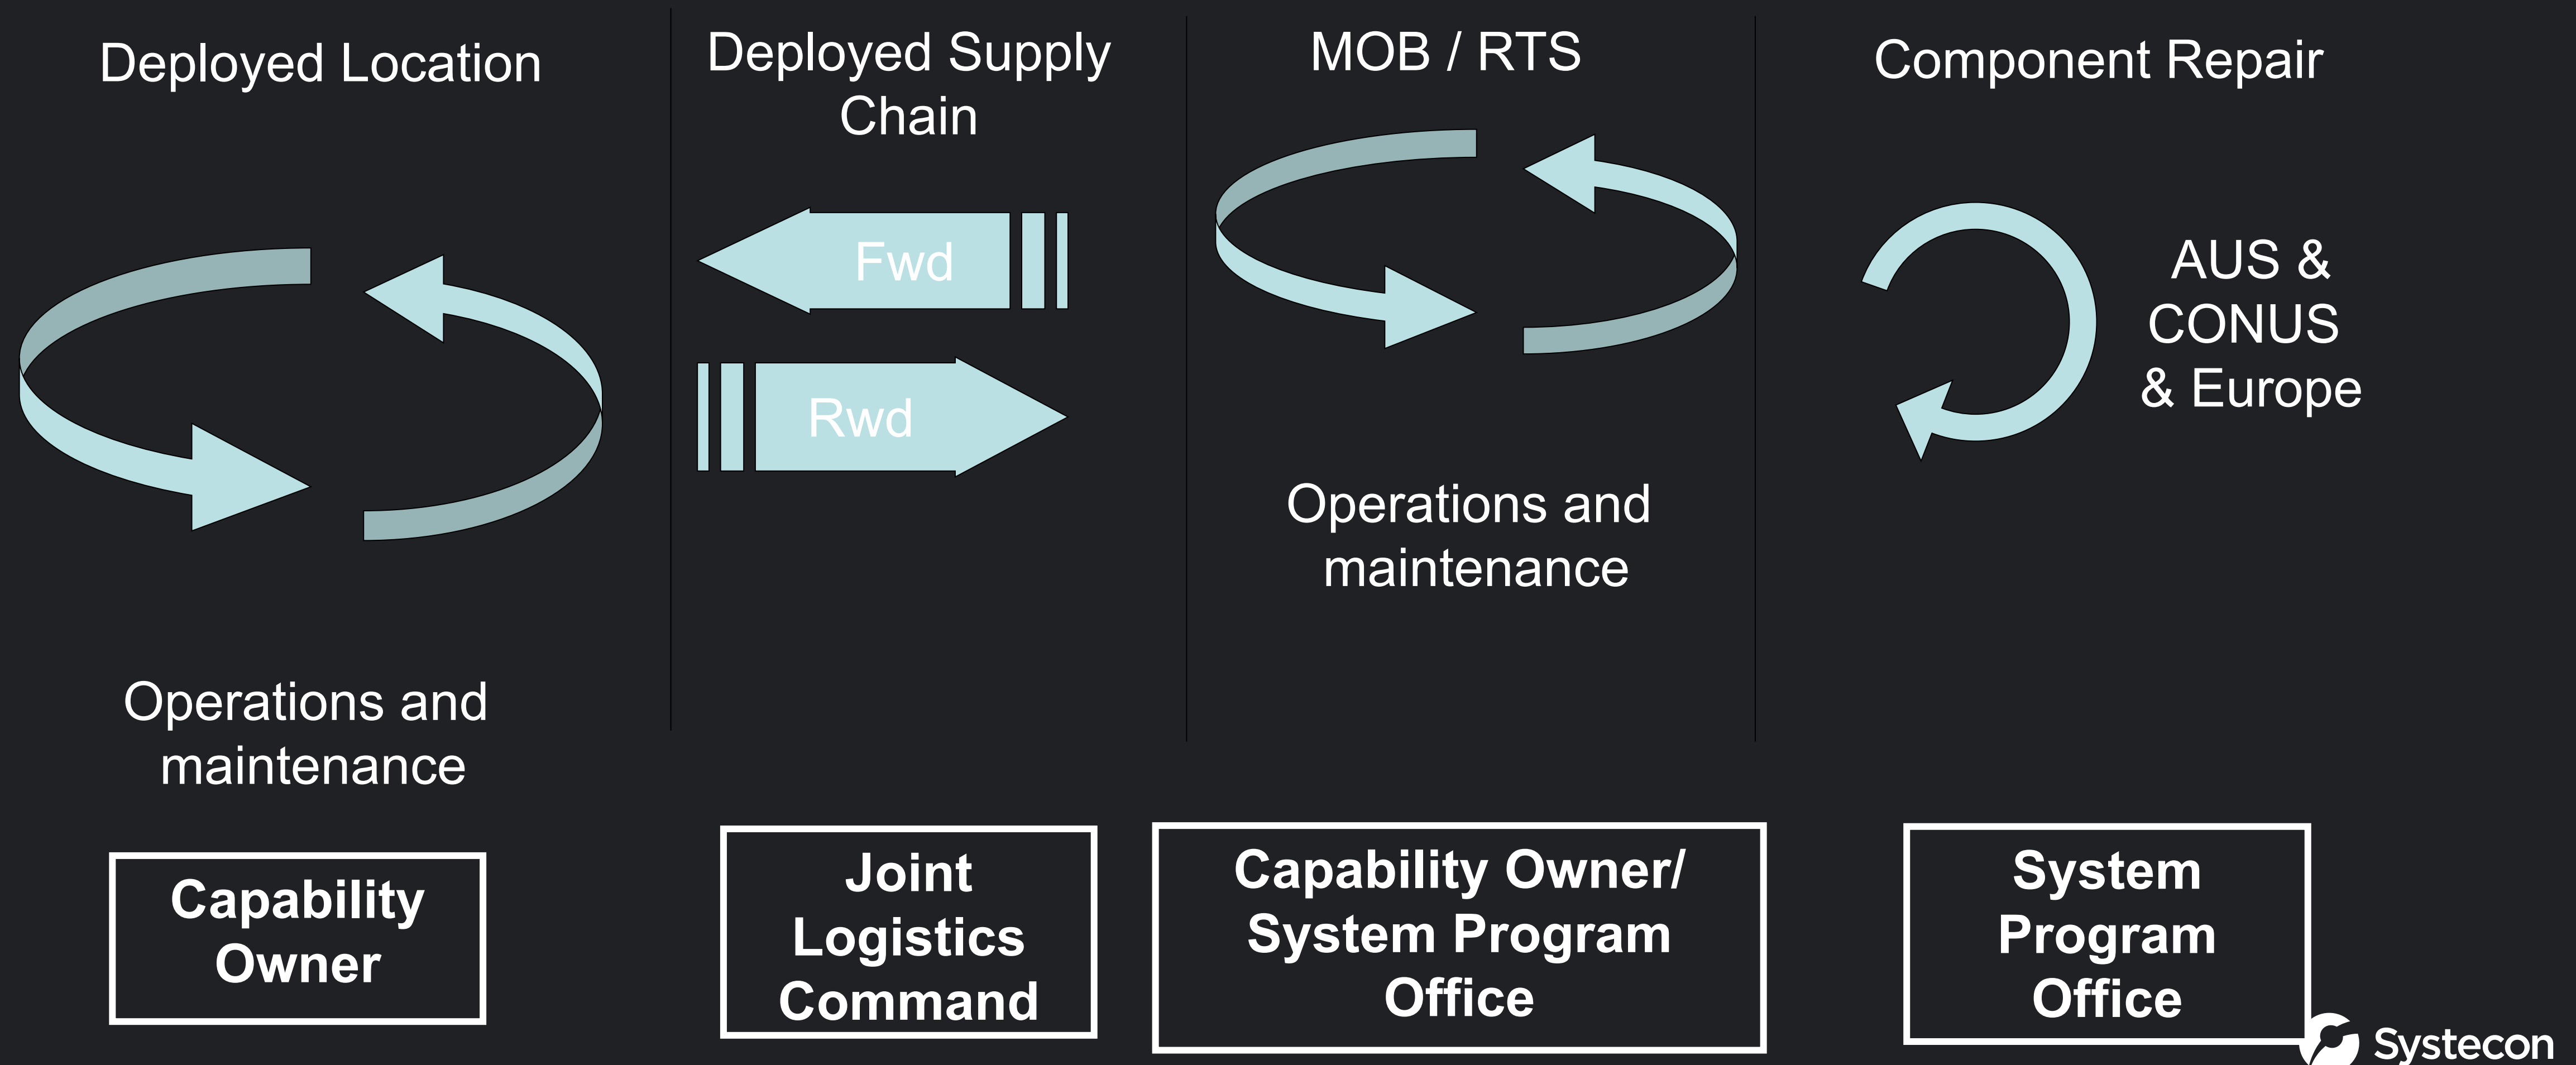 Deployed Location
Deployed Supply
Chain
Fwd
Rwd
MOB / RTS
Component Repair
AUS &
CONUS
& Europe
Operations and
maintenance
Operations and
maintenance
Capability
Owner
Joint
Logistics
Command
Capability Owner/
System Program
Office
System
Program
Office
Systecon